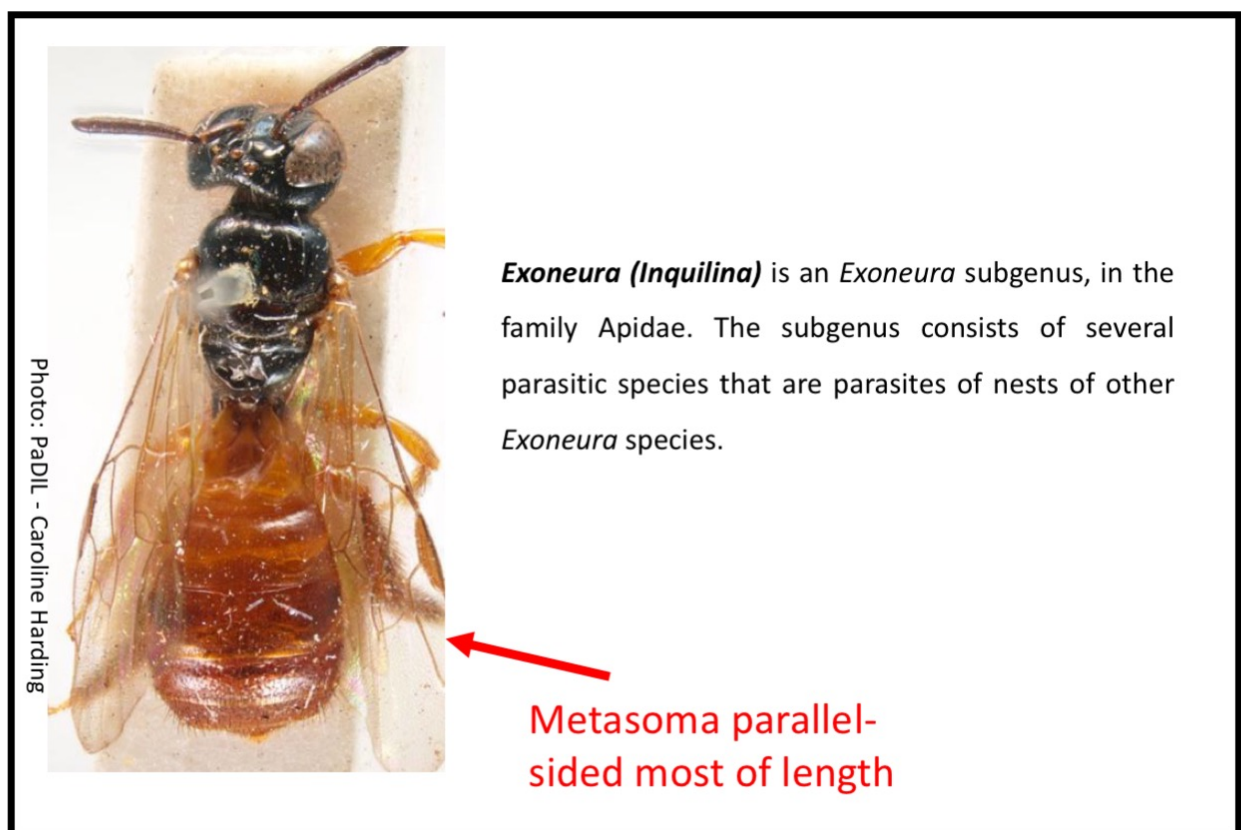 Photo: PaDIL - Caroline Harding
Exoneura (Inquilina) is an Exoneura subgenus, in the
family Apidae. The subgenus consists of several
parasitic species that are parasites of nests of other
Exoneura species.
Metasoma parallel-
sided most of length